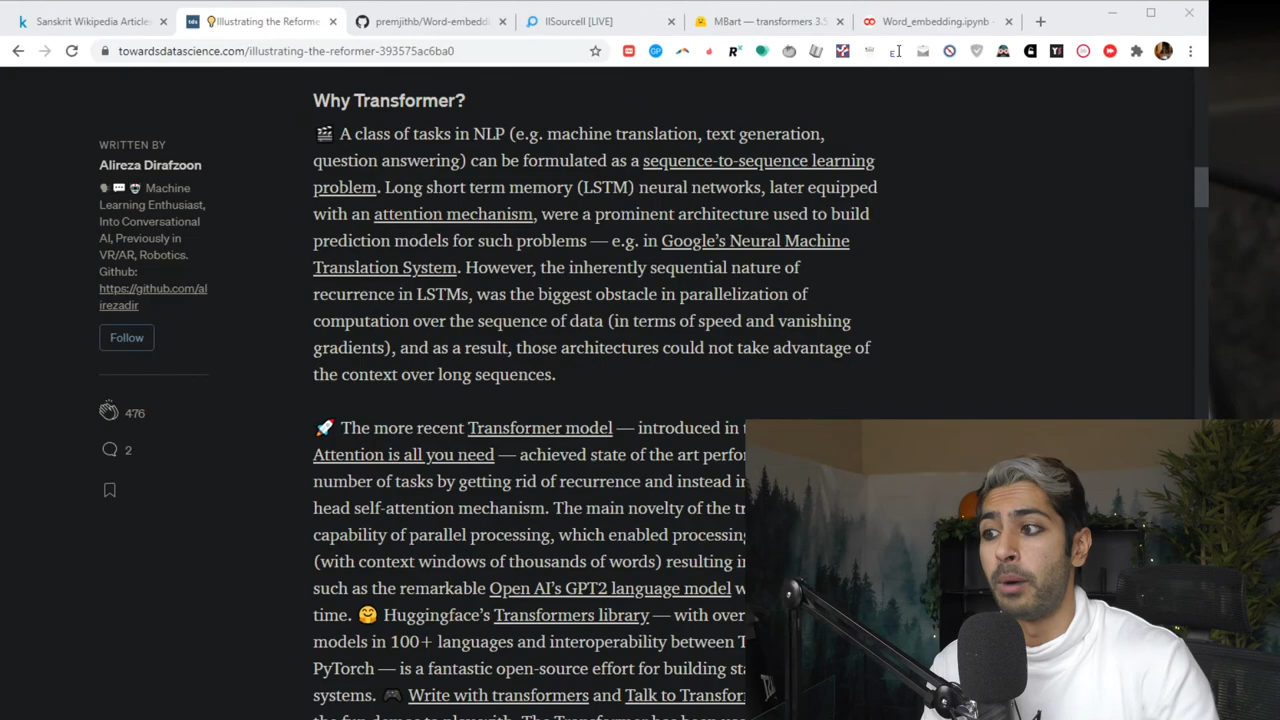 Sanskrit Wikipedia Article
Illustrating the Reforme
premjithb/Word-embeddi
IISourcell [LIVE]
MBart — transformers 3.5
Word_embedding.ipynb -
towardsdatascience.com/illustrating-the-reformer-393575ac6ba0
WRITTEN BY
Alireza Dirafzoon
Machine
Learning Enthusiast,
Into Conversational
AI, Previously in
VR/AR, Robotics.
Github:
https://github.com/al
irezadir
Follow
476
2
Why Transformer?
🎬 A class of tasks in NLP (e.g. machine translation, text generation,
question answering) can be formulated as a sequence-to-sequence learning
problem. Long short term memory (LSTM) neural networks, later equipped
with an attention mechanism, were a prominent architecture used to build
prediction models for such problems — e.g. in Google's Neural Machine
Translation System. However, the inherently sequential nature of
recurrence in LSTMs, was the biggest obstacle in parallelization of
computation over the sequence of data (in terms of speed and vanishing
gradients), and as a result, those architectures could not take advantage of
the context over long sequences.
🚀 The more recent Transformer model — introduced in t
Attention is all you need — achieved state of the art perfor
number of tasks by getting rid of recurrence and instead in
head self-attention mechanism. The main novelty of the tr
capability of parallel processing, which enabled processing
(with context windows of thousands of words) resulting in
such as the remarkable Open AI's GPT2 language model w
time. 🤗 Huggingface's Transformers library — with over
models in 100+ languages and interoperability between T
PyTorch — is a fantastic open-source effort for building sta
systems. 🎮 Write with transformers and Talk to Transfor